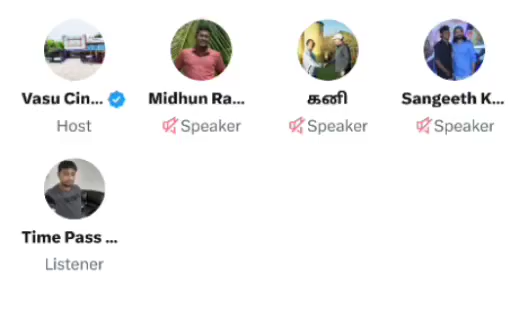 Vasu Cin... Midhun Ra... கனி Sangeeth K...
Host Speaker Speaker Speaker
Time Pass ...
Listener